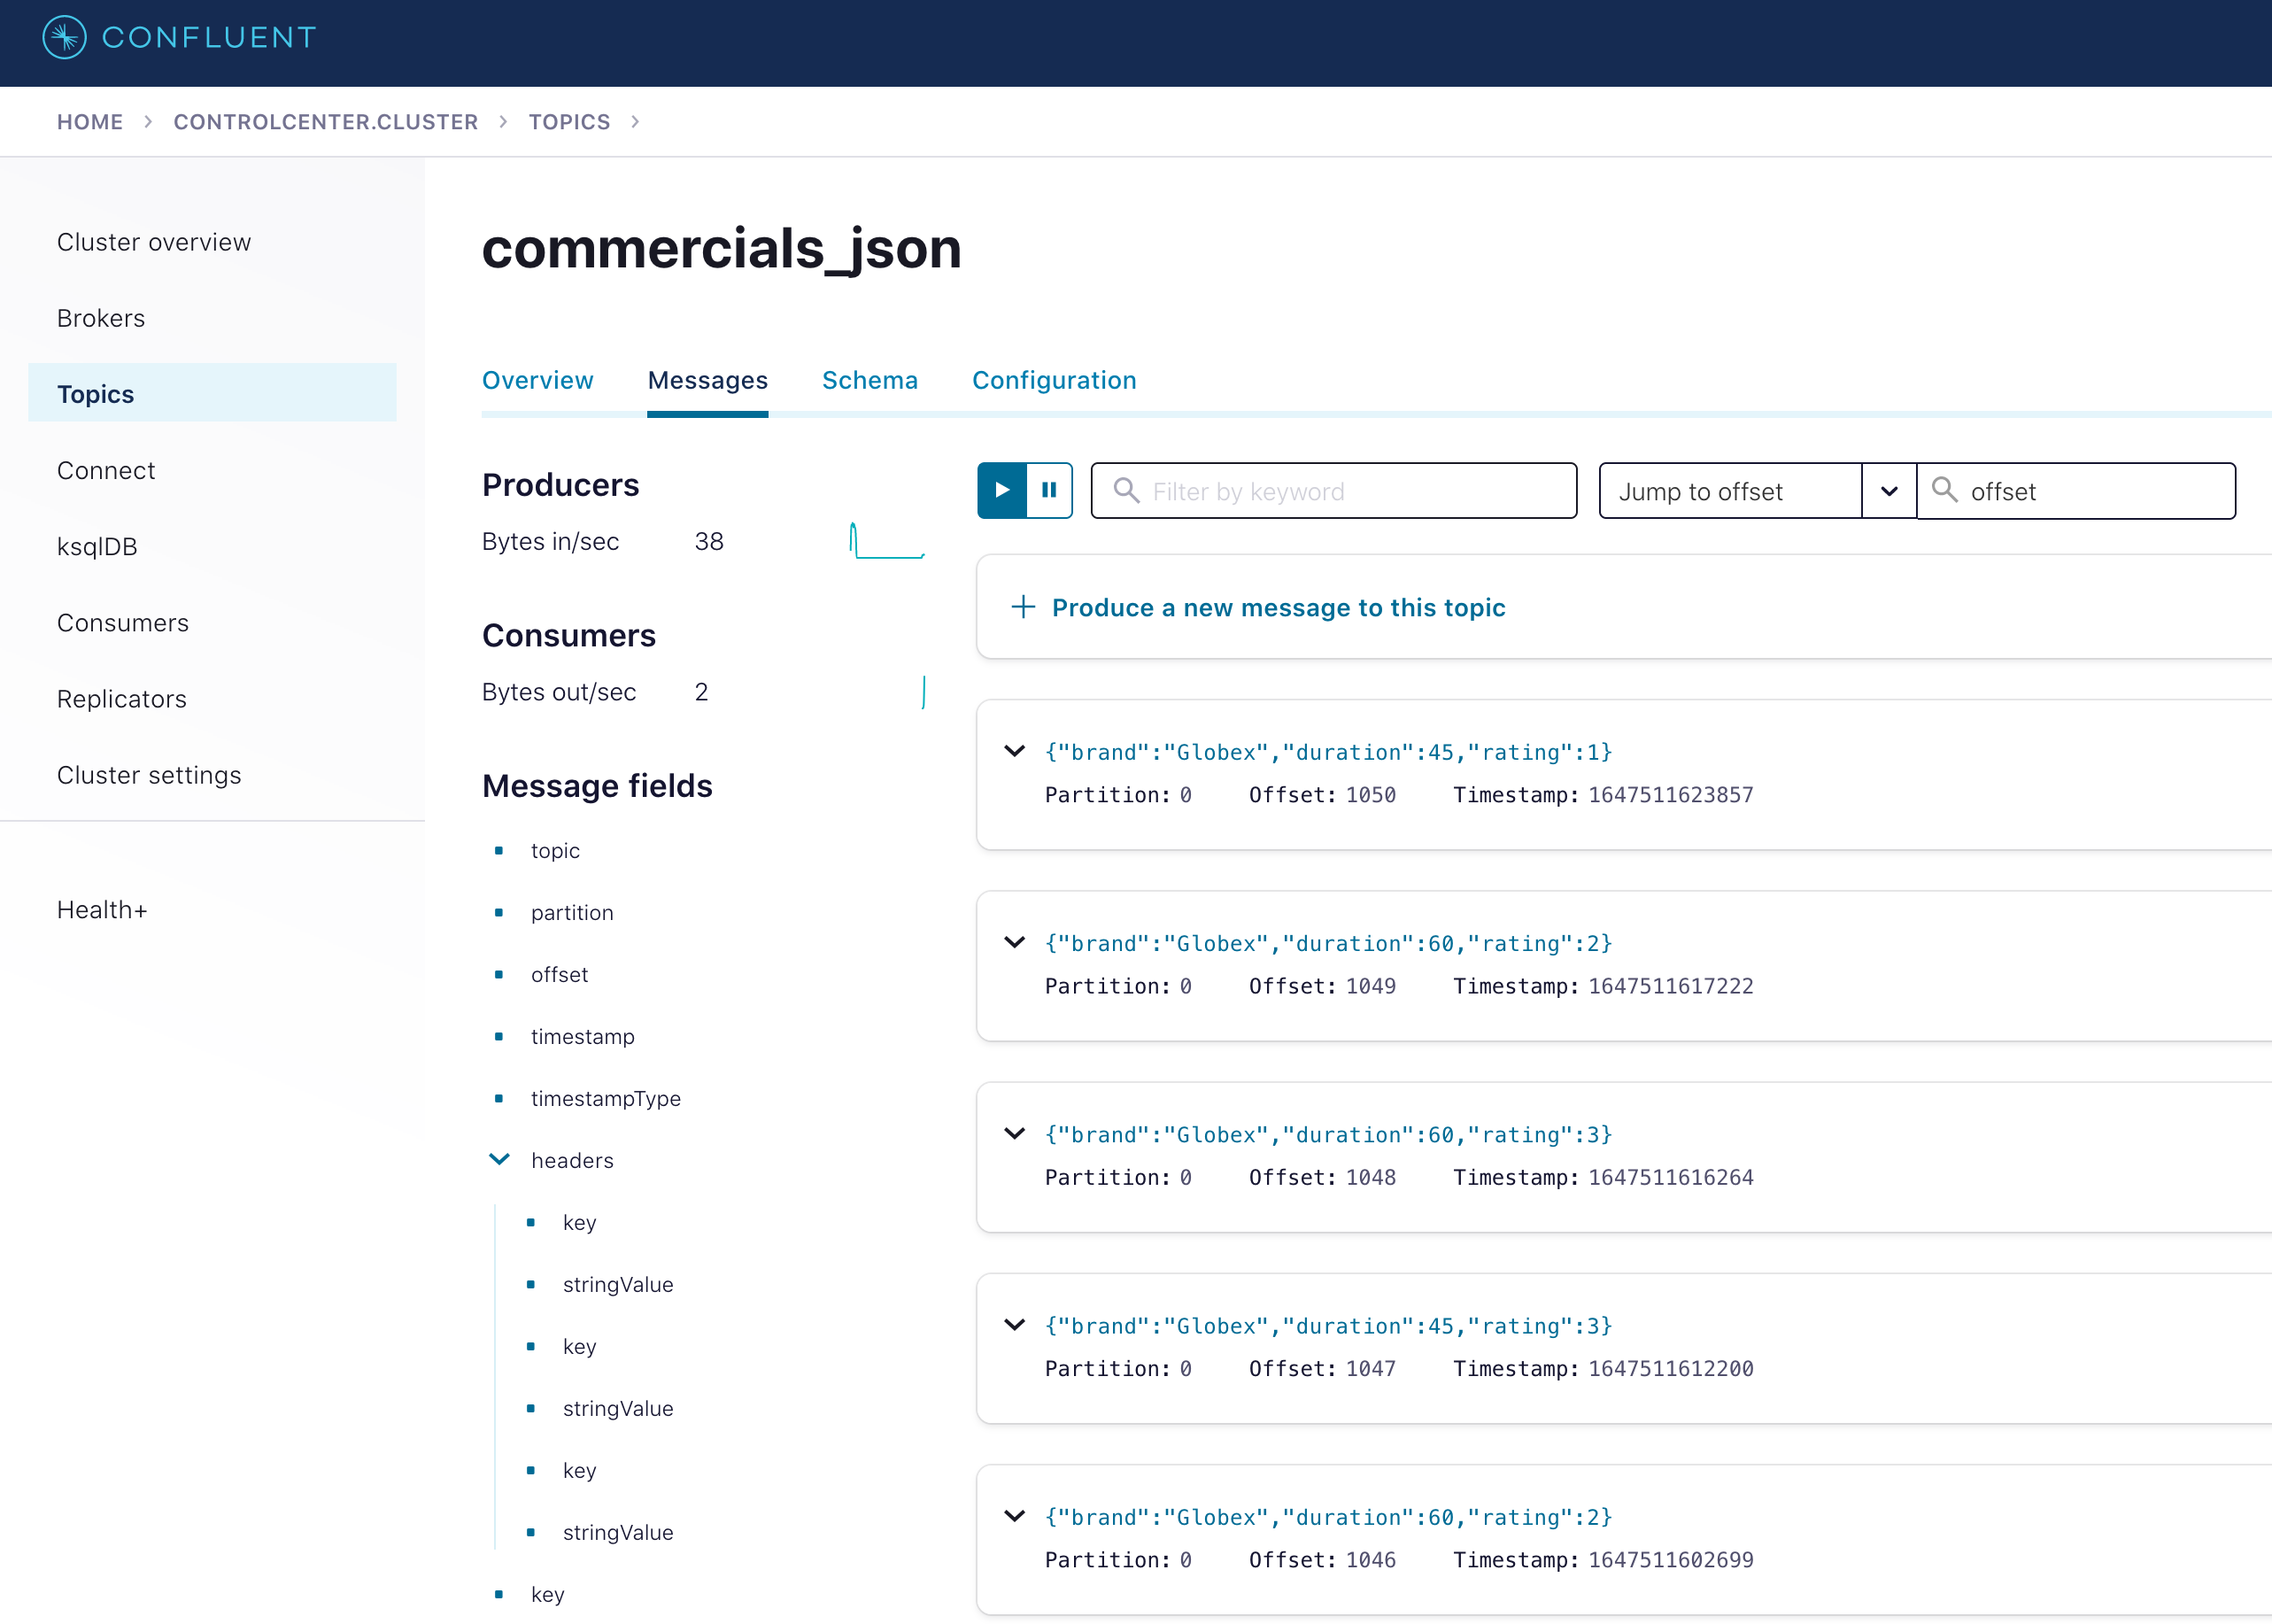 CONFLUENT
HOME > CONTROLCENTER.CLUSTER > TOPICS >
Cluster overview
Brokers
Topics
Connect
ksqlDB
Consumers
Replicators
Cluster settings
Health+
commercials_json
Overview Messages Schema Configuration
Producers
Bytes in/sec 38
Consumers
Bytes out/sec 2
Message fields
topic
partition
offset
timestamp
timestampType
headers
key
stringValue
key
stringValue
key
stringValue
key
Filter by keyword Jump to offset offset
+ Produce a new message to this topic
{"brand":"Globex","duration":45,"rating":1}
Partition: 0 Offset: 1050 Timestamp: 1647511623857
{"brand":"Globex","duration":60,"rating":2}
Partition: 0 Offset: 1049 Timestamp: 1647511617222
{"brand":"Globex","duration":60,"rating":3}
Partition: 0 Offset: 1048 Timestamp: 1647511616264
{"brand":"Globex","duration":45,"rating":3}
Partition: 0 Offset: 1047 Timestamp: 1647511612200
{"brand":"Globex","duration":60,"rating":2}
Partition: 0 Offset: 1046 Timestamp: 1647511602699